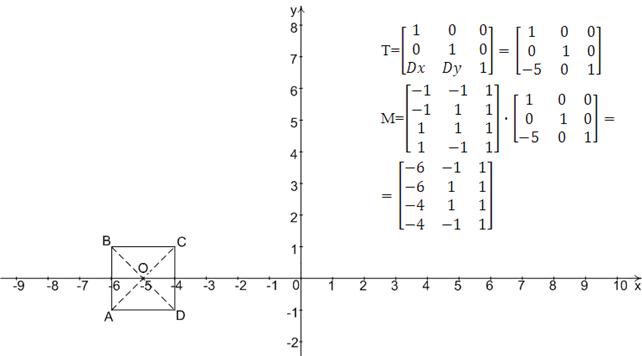 y
8
7
6
5
4
3
2
1
-1
-2
-9 -8 -7 -6 -5 -4 -3 -2 -1 0 1 2 3 4 5 6 7 8 9 10 x
B C
O
A D
T= [1 0 0] = [1 0 0]
[0 1 0] [0 1 0]
[Dx Dy 1] [−5 0 1]
M= [−1 −1 1] · [1 0 0] =
[−1 1 1] [0 1 0]
[1 1 1] [−5 0 1]
[1 −1 1]
= [−6 −1 1]
[−6 1 1]
[−4 1 1]
[−4 −1 1]